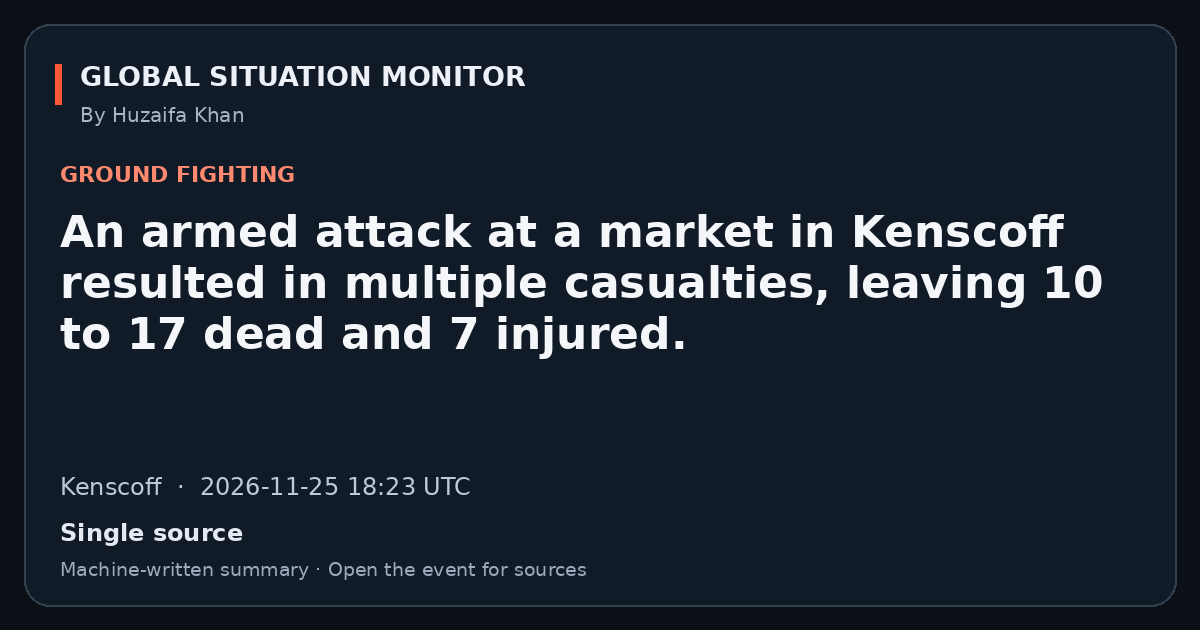 GLOBAL SITUATION MONITOR
By Huzaifa Khan
GROUND FIGHTING
An armed attack at a market in Kenscoff
resulted in multiple casualties, leaving 10
to 17 dead and 7 injured.
Kenscoff · 2026-11-25 18:23 UTC
Single source
Machine-written summary · Open the event for sources